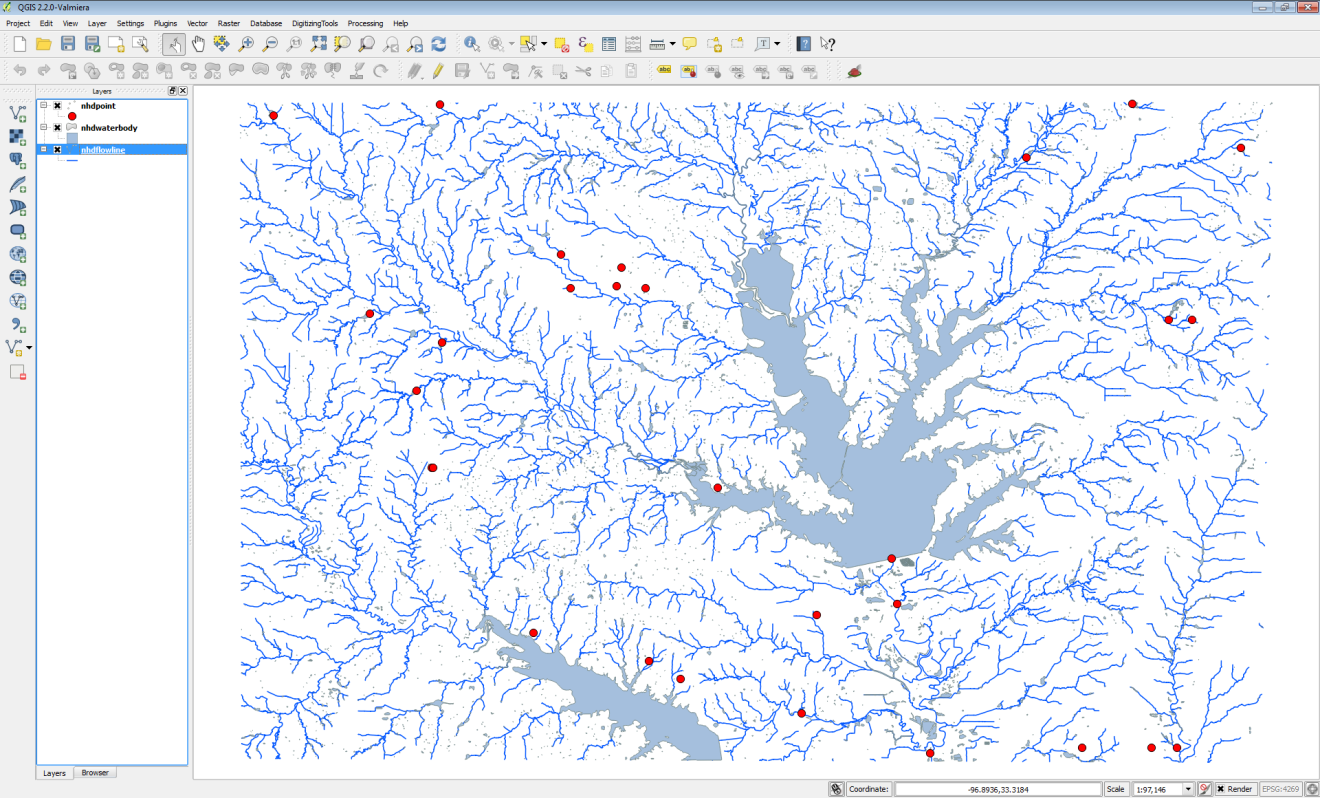 QGIS 2.2.0-Valmiera
Project Edit View Layer Settings Plugins Vector Raster Database DigitizingTools Processing Help
Layers
nhdpoint
nhdwaterbody
nhdflowline
Layers Browser
Coordinate: -96.8936,33.3184 Scale 1:97,146 Render EPSG:4269